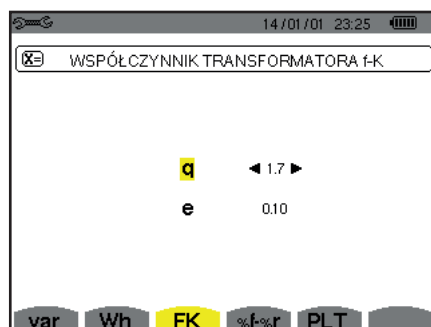 14/01/01 23:25
X= WSPÓŁCZYNNIK TRANSFORMATORA f-K
q ◄ 1.7 ►
e 0.10
var Wh FK %f-%r PLT